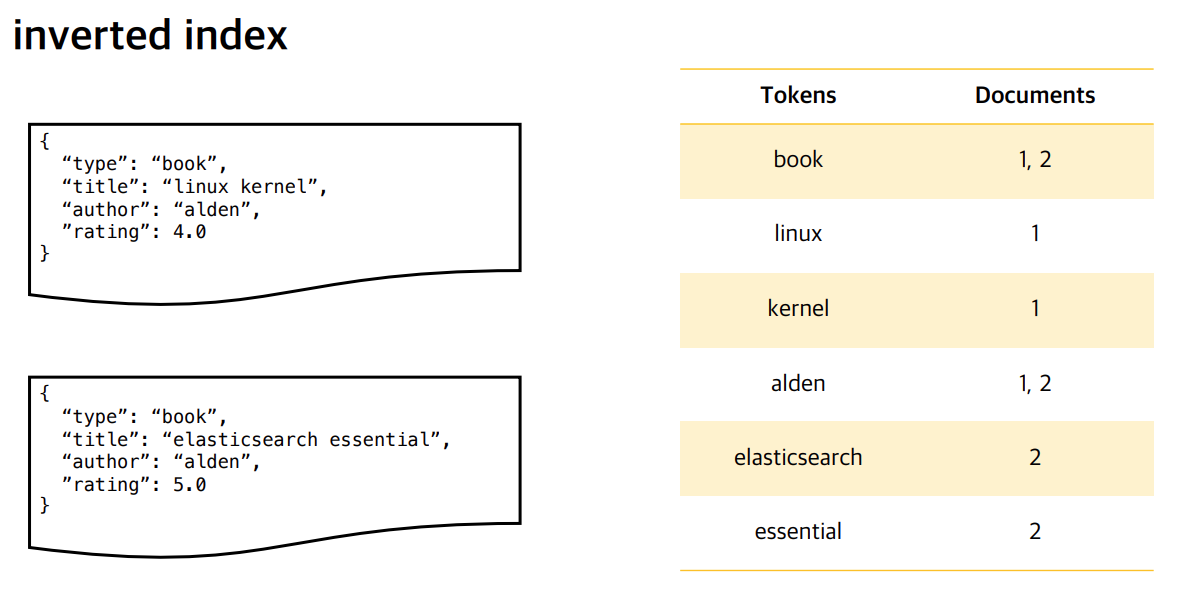 inverted index
{
“type”: “book”,
“title”: “linux kernel”,
“author”: “alden”,
”rating”: 4.0
}
{
“type”: “book”,
“title”: “elasticsearch essential”,
“author”: “alden”,
”rating”: 5.0
}
Tokens Documents
book 1, 2
linux 1
kernel 1
alden 1, 2
elasticsearch 2
essential 2